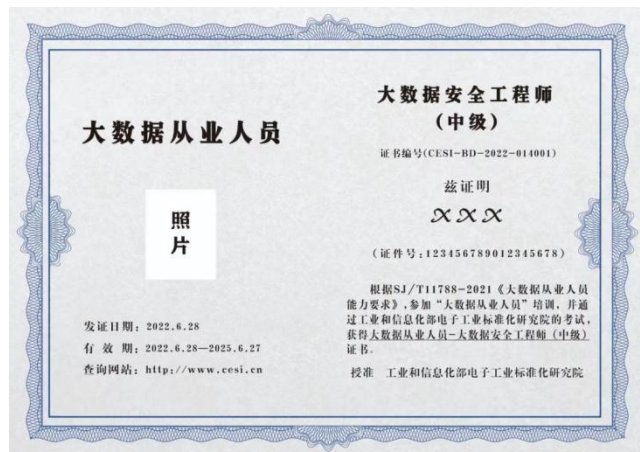 大数据从业人员
照
片
发证日期：2022.6.28
有 效 期：2022.6.28—2025.6.27
查询网站：http://www.cesi.cn
大数据安全工程师
（中级）
证书编号(CESI-BD-2022-014001)
兹证明
XXX
(证件号:123456789012345678)
根据SJ/T11788-2021《大数据从业人员
能力要求》,参加“大数据从业人员”培训，并通
过工业和信息化部电子工业标准化研究院的考试，
获得大数据从业人员-大数据安全工程师（中级）
证书。
授准 工业和信息化部电子工业标准化研究院